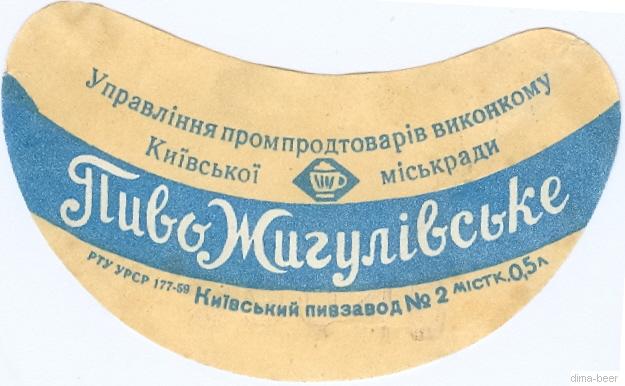 Управління промпродтоварів виконкому
Київської міськради
Пиво Жигулівське
РТУ УРСР 177-59 Київський пивзавод № 2 містк. 0,5л
dima-beer